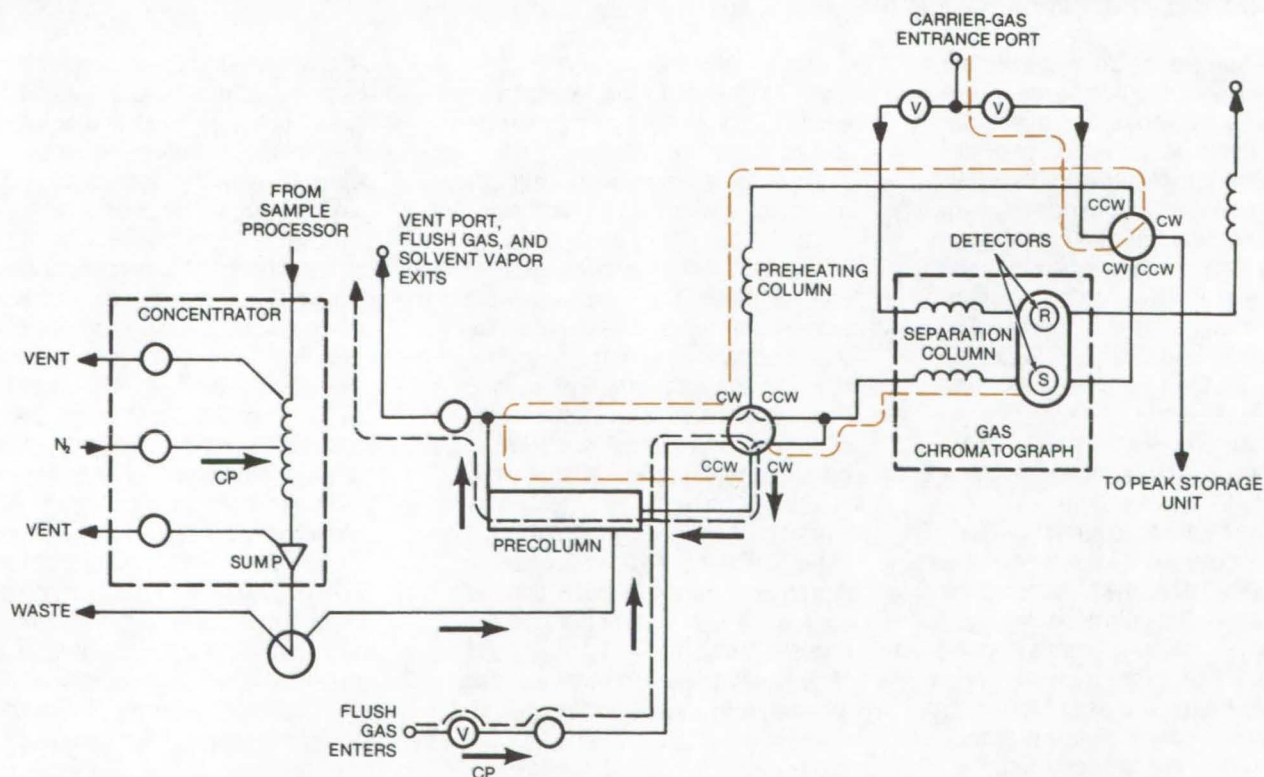 CARRIER-GAS
ENTRANCE PORT
V
V
FROM
SAMPLE
PROCESSOR
VENT PORT,
FLUSH GAS, AND
SOLVENT VAPOR
EXITS
CCW
CW
DETECTORS
CW
CCW
PREHEATING
COLUMN
CONCENTRATOR
R
SEPARATION
COLUMN
VENT
S
CW
CCW
GAS
CHROMATOGRAPH
N₂
CP
CCW
CW
TO PEAK STORAGE
UNIT
VENT
PRECOLUMN
SUMP
WASTE
FLUSH
GAS
ENTERS
V
CP